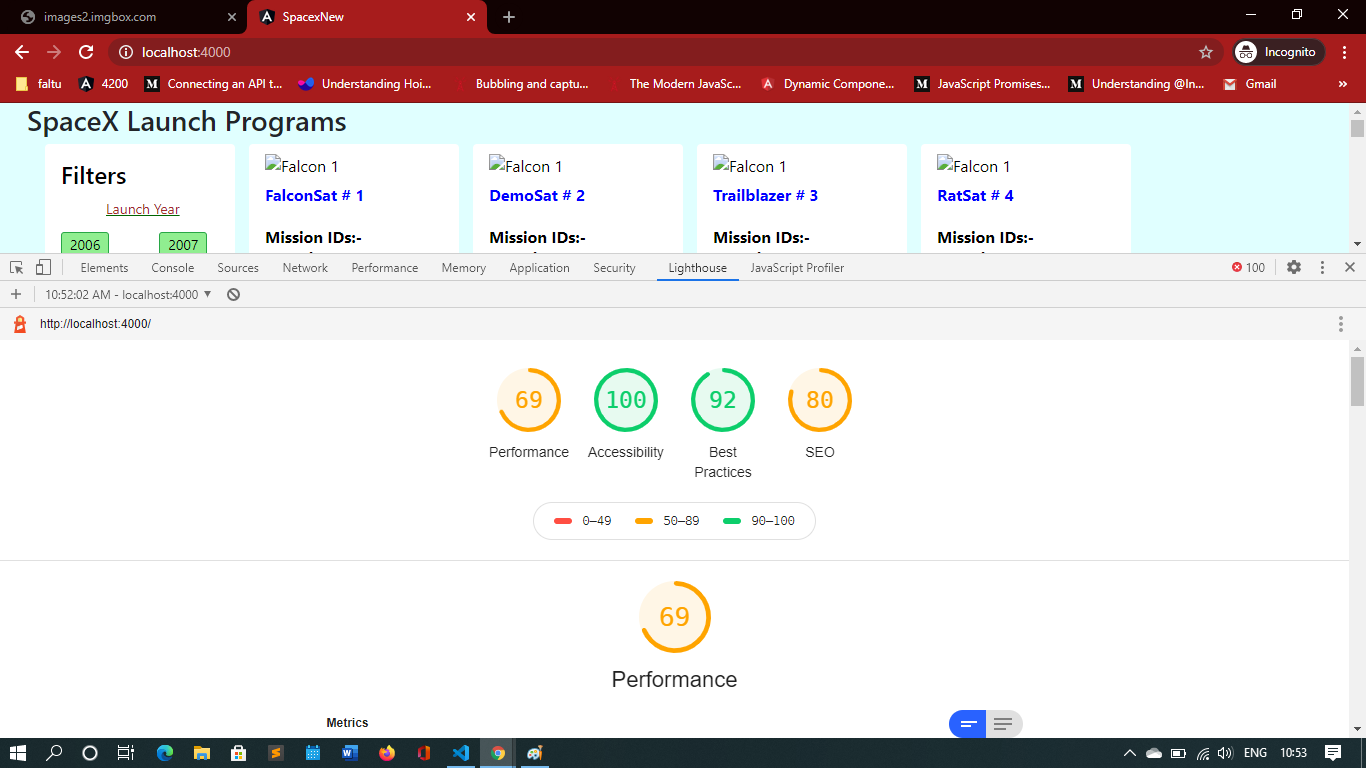 images2.imgbox.com
SpacexNew
localhost:4000
Incognito
faltu
4200
Connecting an API t...
Understanding Hoi...
Bubbling and captu...
The Modern JavaSc...
Dynamic Compone...
JavaScript Promises...
Understanding @In...
Gmail
»
SpaceX Launch Programs
Filters
Launch Year
2006 2007
Falcon 1
FalconSat # 1
Mission IDs:-
Falcon 1
DemoSat # 2
Mission IDs:-
Falcon 1
Trailblazer # 3
Mission IDs:-
Falcon 1
RatSat # 4
Mission IDs:-
Elements Console Sources Network Performance Memory Application Security Lighthouse JavaScript Profiler 100
10:52:02 AM - localhost:4000
http://localhost:4000/
69 100 92 80
Performance Accessibility Best Practices SEO
0–49 50–89 90–100
69
Performance
Metrics
ENG 10:53